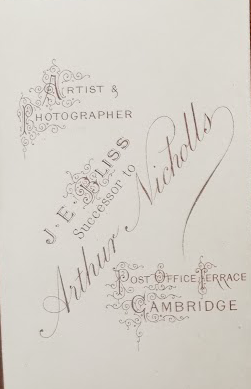 Artist &
Photographer
J. E. Bliss
Successor to
Arthur Nicholls
Post Office Terrace
Cambridge